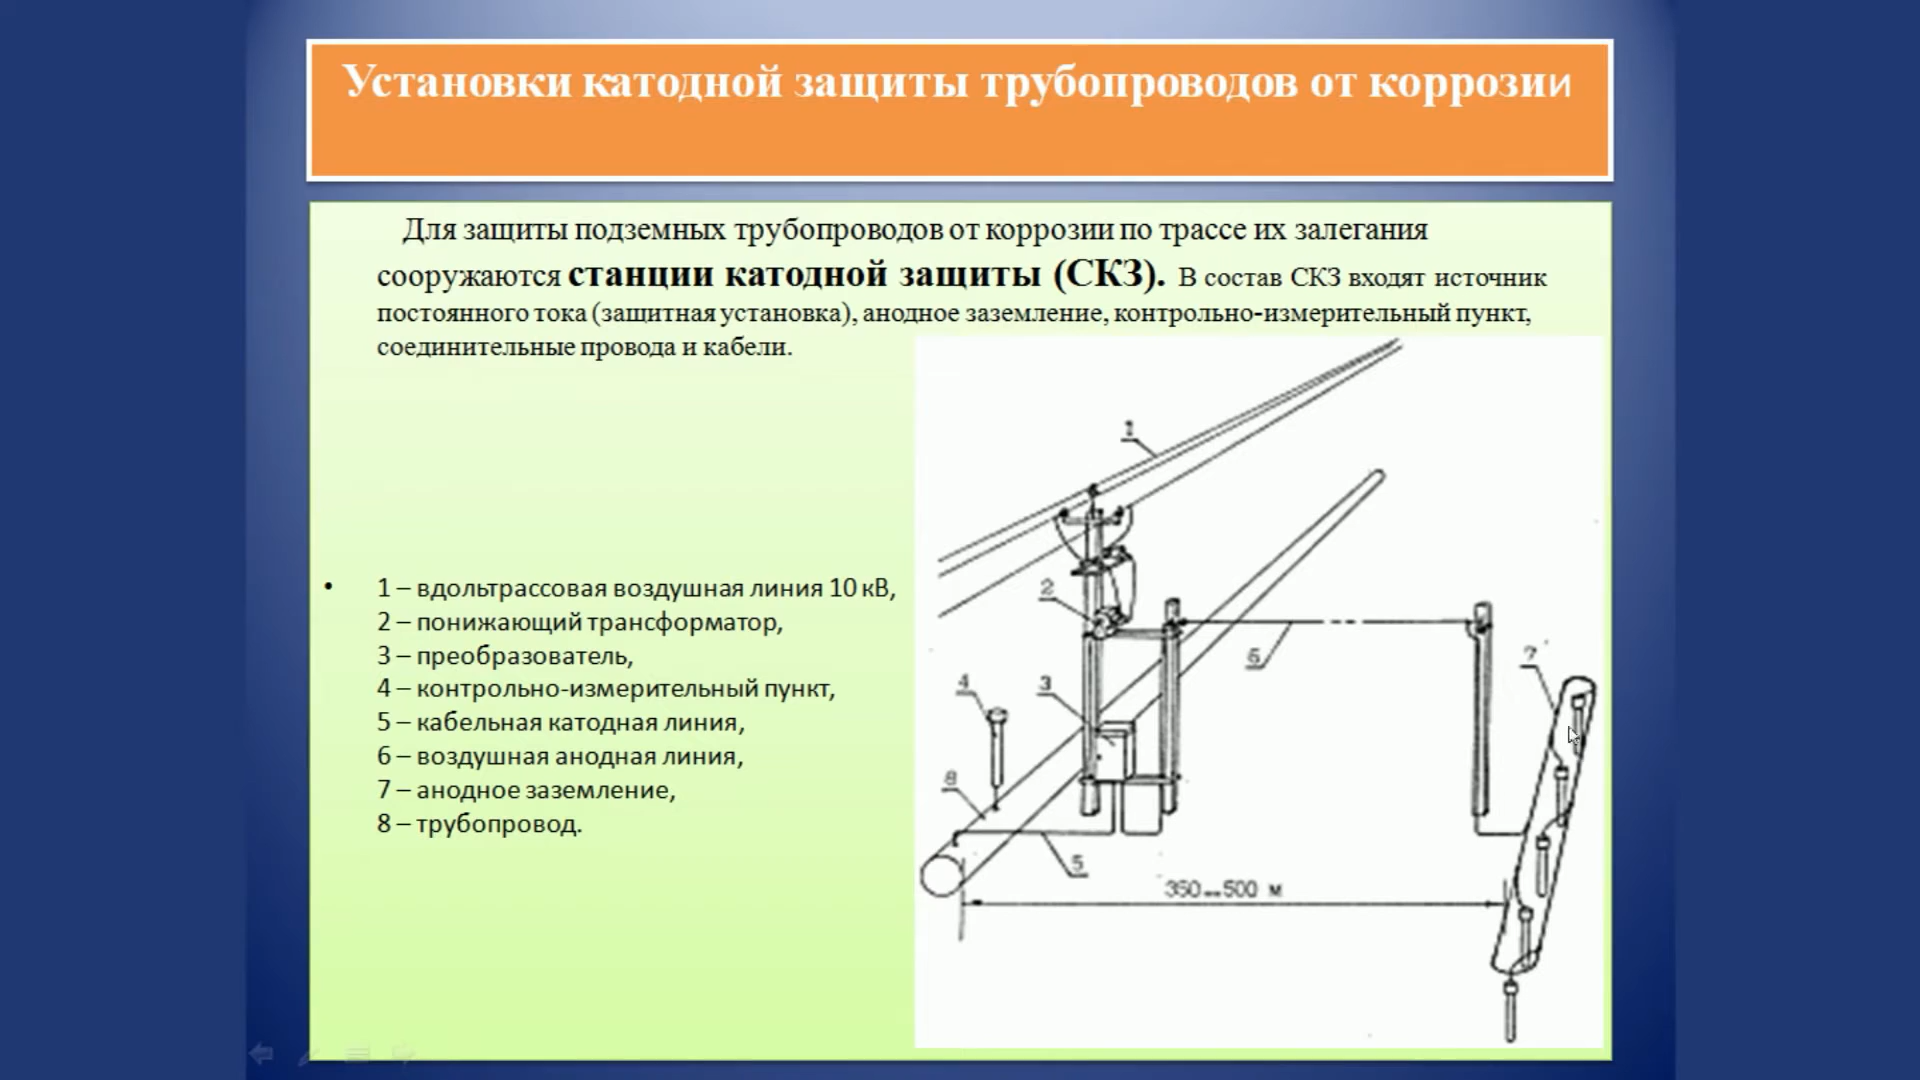 Установки катодной защиты трубопроводов от коррозии
Для защиты подземных трубопроводов от коррозии по трассе их залегания
сооружаются станции катодной защиты (СКЗ). В состав СКЗ входят источник
постоянного тока (защитная установка), анодное заземление, контрольно-измерительный пункт,
соединительные провода и кабели.
• 1 – вдольтрассовая воздушная линия 10 кВ,
2 – понижающий трансформатор,
3 – преобразователь,
4 – контрольно-измерительный пункт,
5 – кабельная катодная линия,
6 – воздушная анодная линия,
7 – анодное заземление,
8 – трубопровод.
1
2
6
7
4
3
8
5
350...500 м